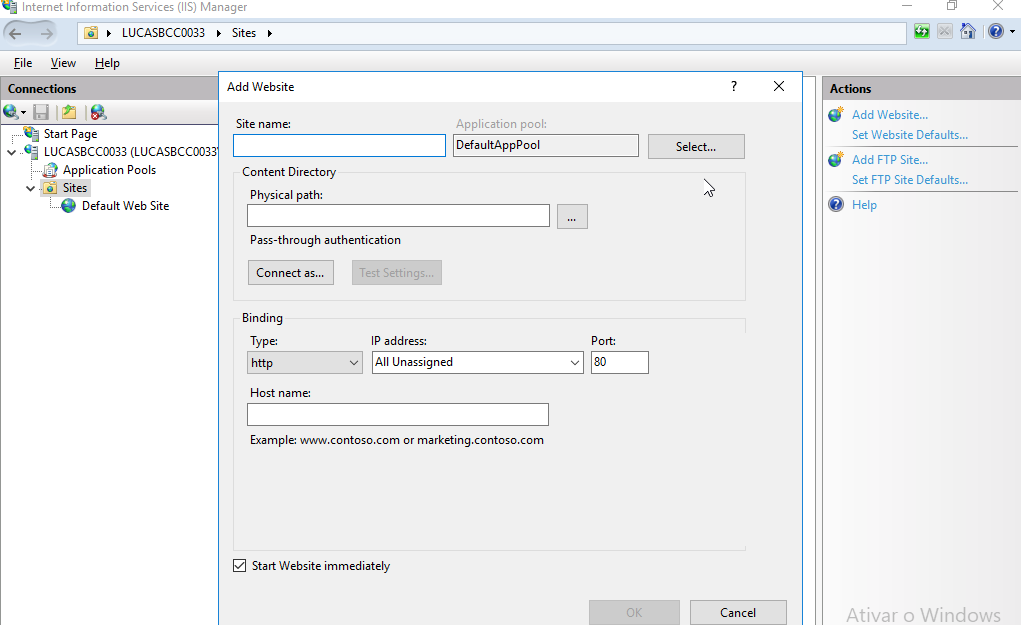 Internet Information Services (IIS) Manager
LUCASBCC0033 Sites
File View Help
Connections
Start Page
LUCASBCC0033 (LUCASBCC0033
Application Pools
Sites
Default Web Site
Add Website ?
Site name: Application pool:
DefaultAppPool Select...
Content Directory
Physical path:
...
Pass-through authentication
Connect as... Test Settings...
Binding
Type: IP address: Port:
http All Unassigned 80
Host name:
Example: www.contoso.com or marketing.contoso.com
Start Website immediately
OK Cancel
Actions
Add Website...
Set Website Defaults...
Add FTP Site...
Set FTP Site Defaults...
Help
Ativar o Windows